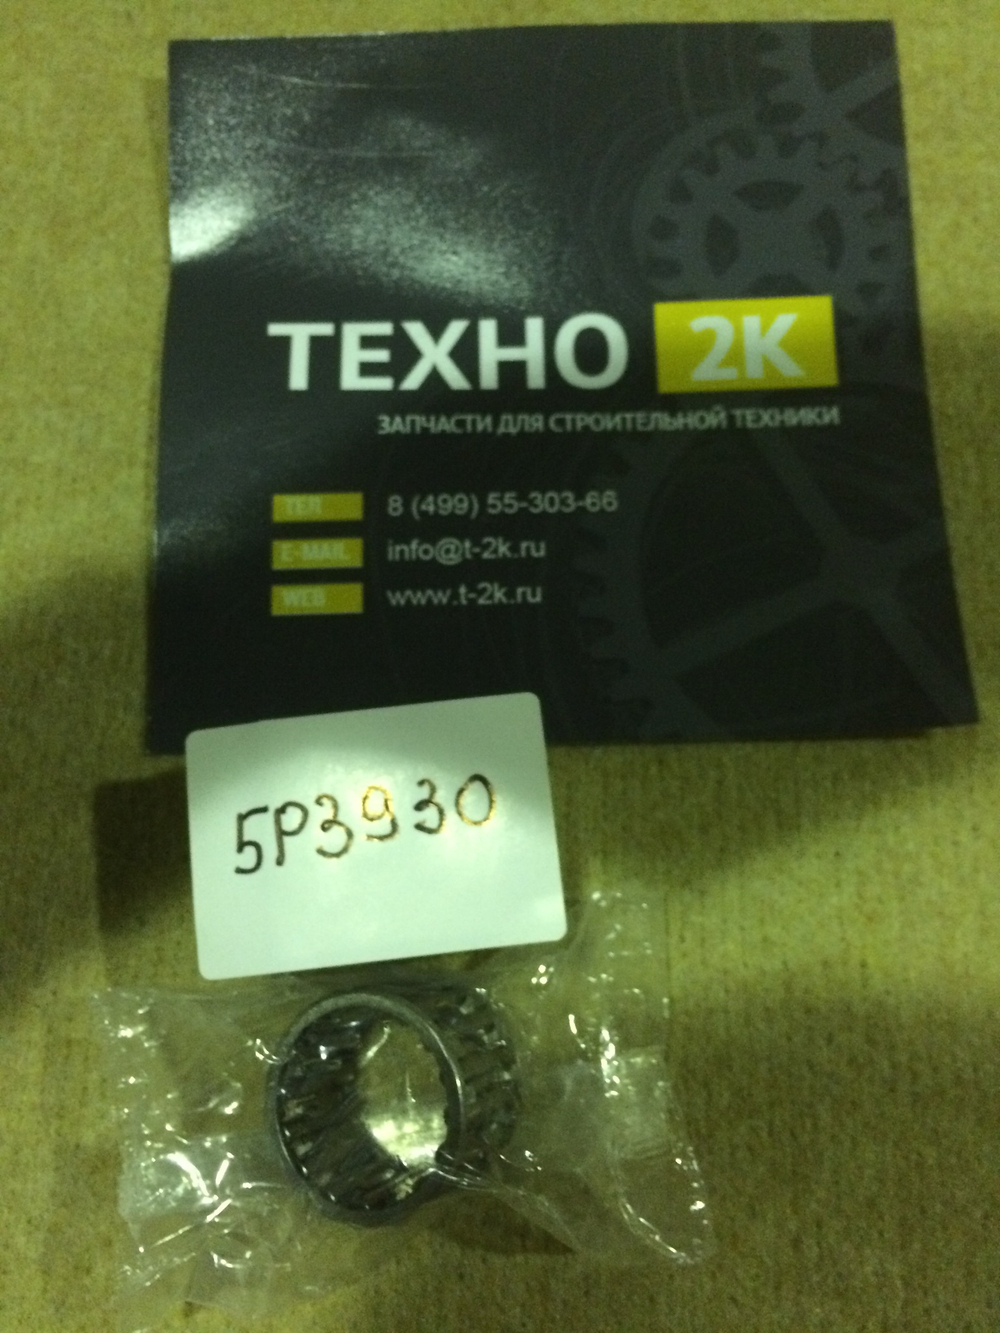 ТЕХНО 2К
ЗАПЧАСТИ ДЛЯ СТРОИТЕЛЬНОЙ ТЕХНИКИ
ТЕЛ 8 (499) 55-303-66
E-MAIL info@t-2k.ru
WEB www.t-2k.ru
5P3930